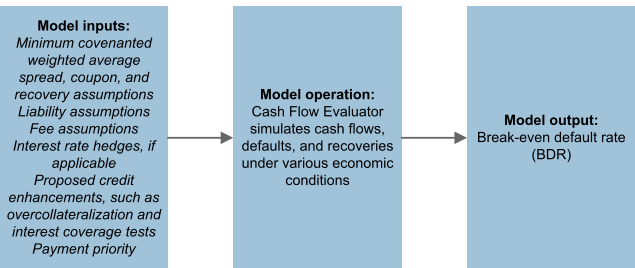 Model inputs:
Minimum covenanted
weighted average
spread, coupon, and
recovery assumptions
Liability assumptions
Fee assumptions
Interest rate hedges, if
applicable
Proposed credit
enhancements, such as
overcollateralization and
interest coverage tests
Payment priority
Model operation:
Cash Flow Evaluator
simulates cash flows,
defaults, and recoveries
under various economic
conditions
Model output:
Break-even default rate
(BDR)